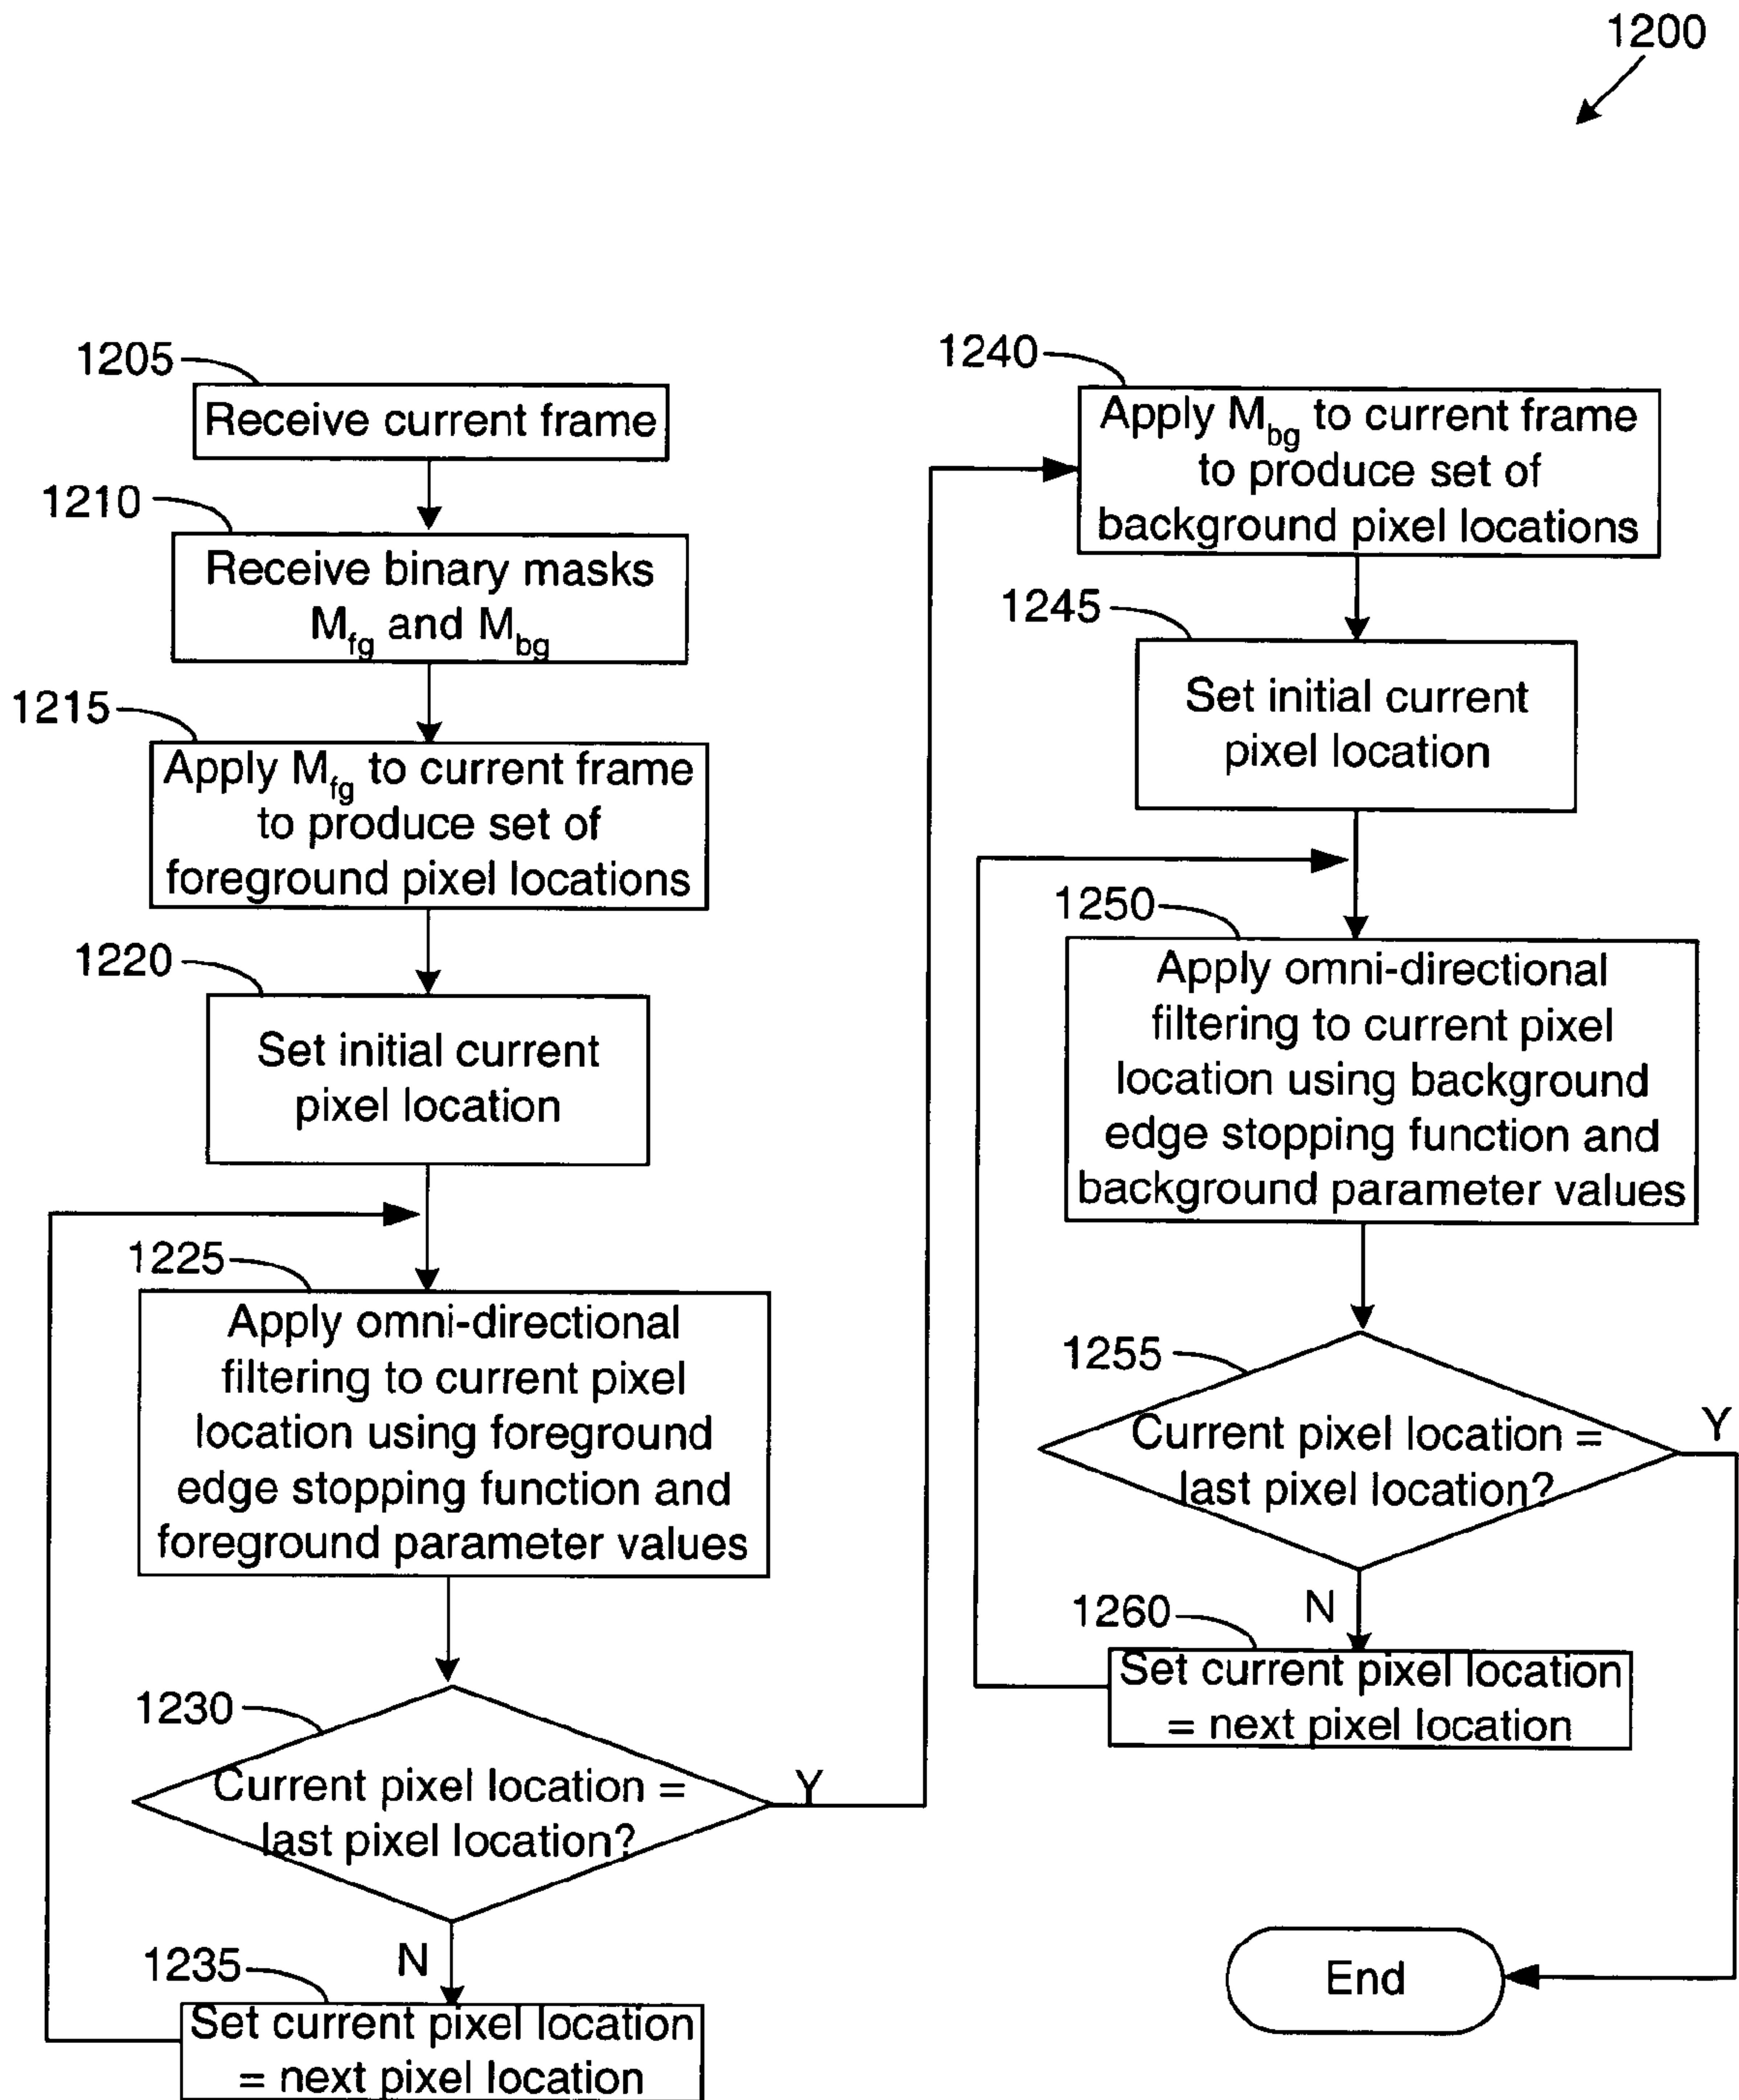 1200
1205
Receive current frame
1210
Receive binary masks
M_fg and M_bg
1215
Apply M_fg to current frame
to produce set of
foreground pixel locations
1220
Set initial current
pixel location
1225
Apply omni-directional
filtering to current pixel
location using foreground
edge stopping function and
foreground parameter values
1230
Current pixel location =
last pixel location?
Y
N
1235
Set current pixel location
= next pixel location
1240
Apply M_bg to current frame
to produce set of
background pixel locations
1245
Set initial current
pixel location
1250
Apply omni-directional
filtering to current pixel
location using background
edge stopping function and
background parameter values
1255
Current pixel location =
last pixel location?
Y
N
1260
Set current pixel location
= next pixel location
End